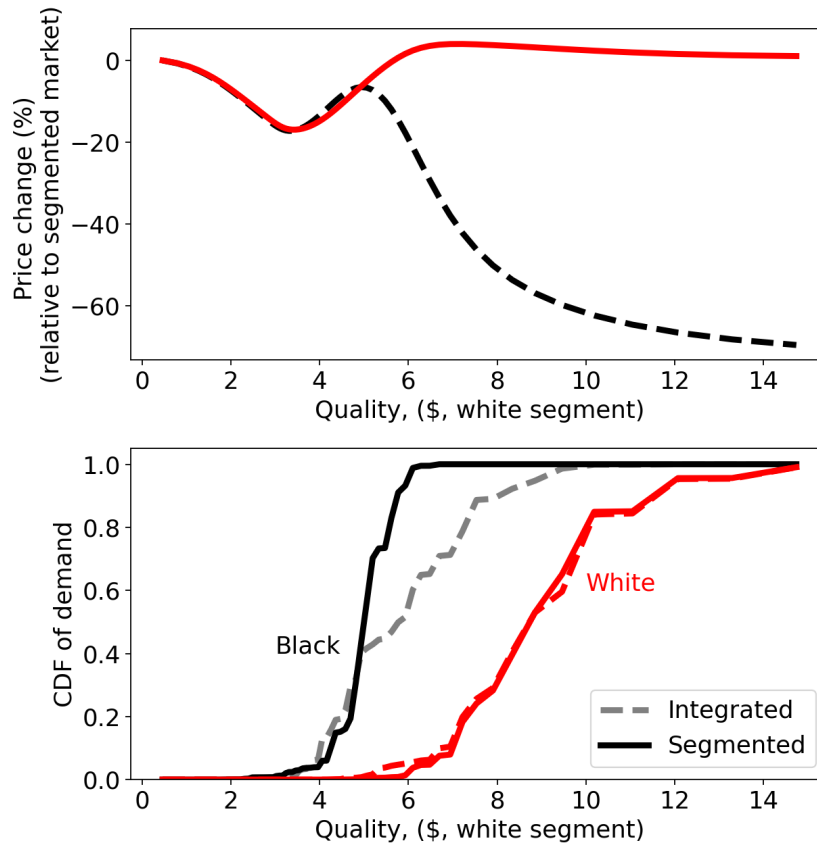 Price change (%)
(relative to segmented market)
0
−20
−40
−60
0 2 4 6 8 10 12 14
Quality, ($, white segment)
CDF of demand
1.0
0.8
0.6
0.4
0.2
0.0
Black
White
Integrated
Segmented
0 2 4 6 8 10 12 14
Quality, ($, white segment)